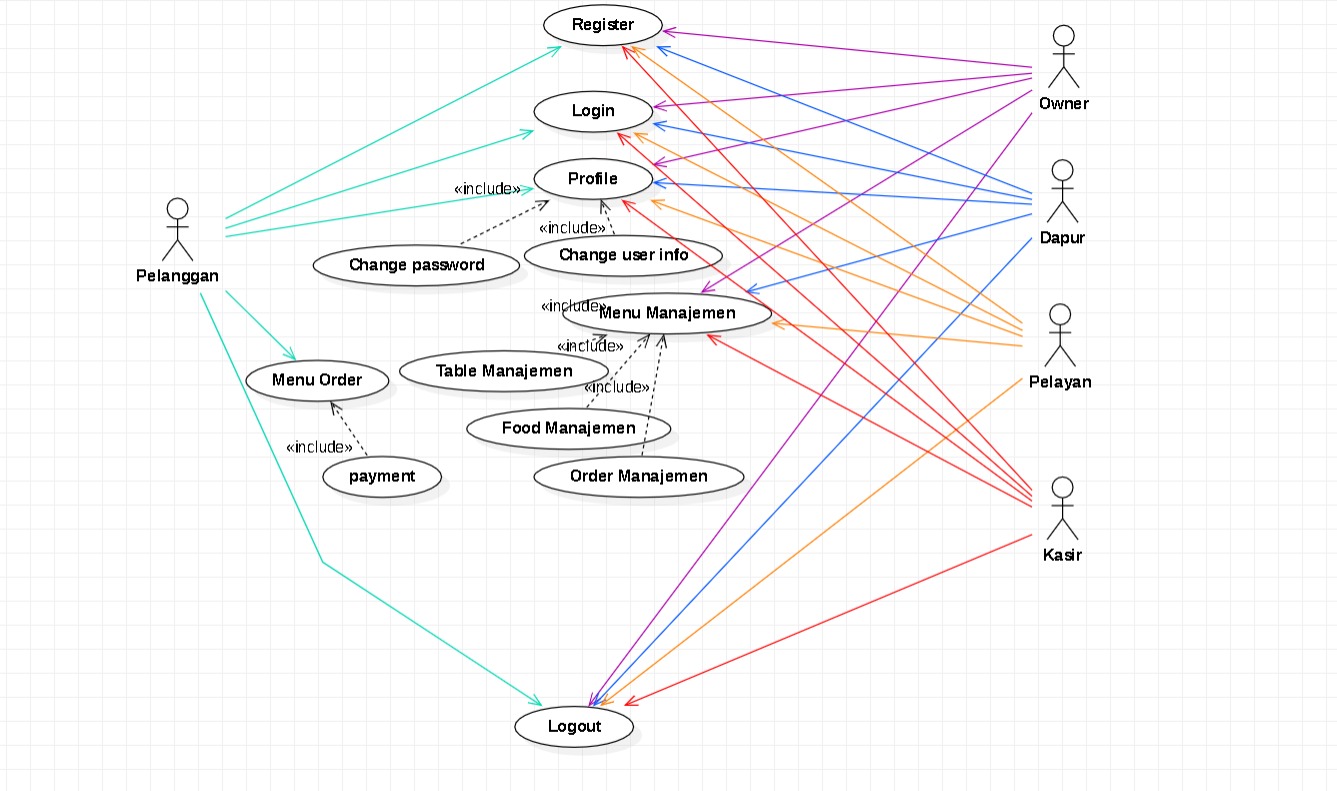 Register
Owner
Login
Profile
«include»
Dapur
«include»
Change password
Change user info
Pelanggan
«include»
Menu Manajemen
«include»
Table Manajemen
Menu Order
«include»
Pelayan
Food Manajemen
«include»
payment
Order Manajemen
Kasir
Logout